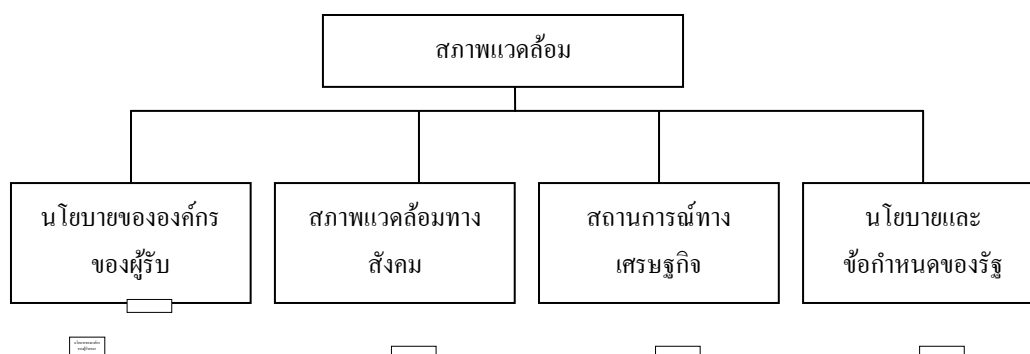 สภาพแวดล้อม
นโยบายขององค์กร
ของผู้รับ
สภาพแวดล้อมทาง
สังคม
สถานการณ์ทาง
เศรษฐกิจ
นโยบายและ
ข้อกำหนดของรัฐ